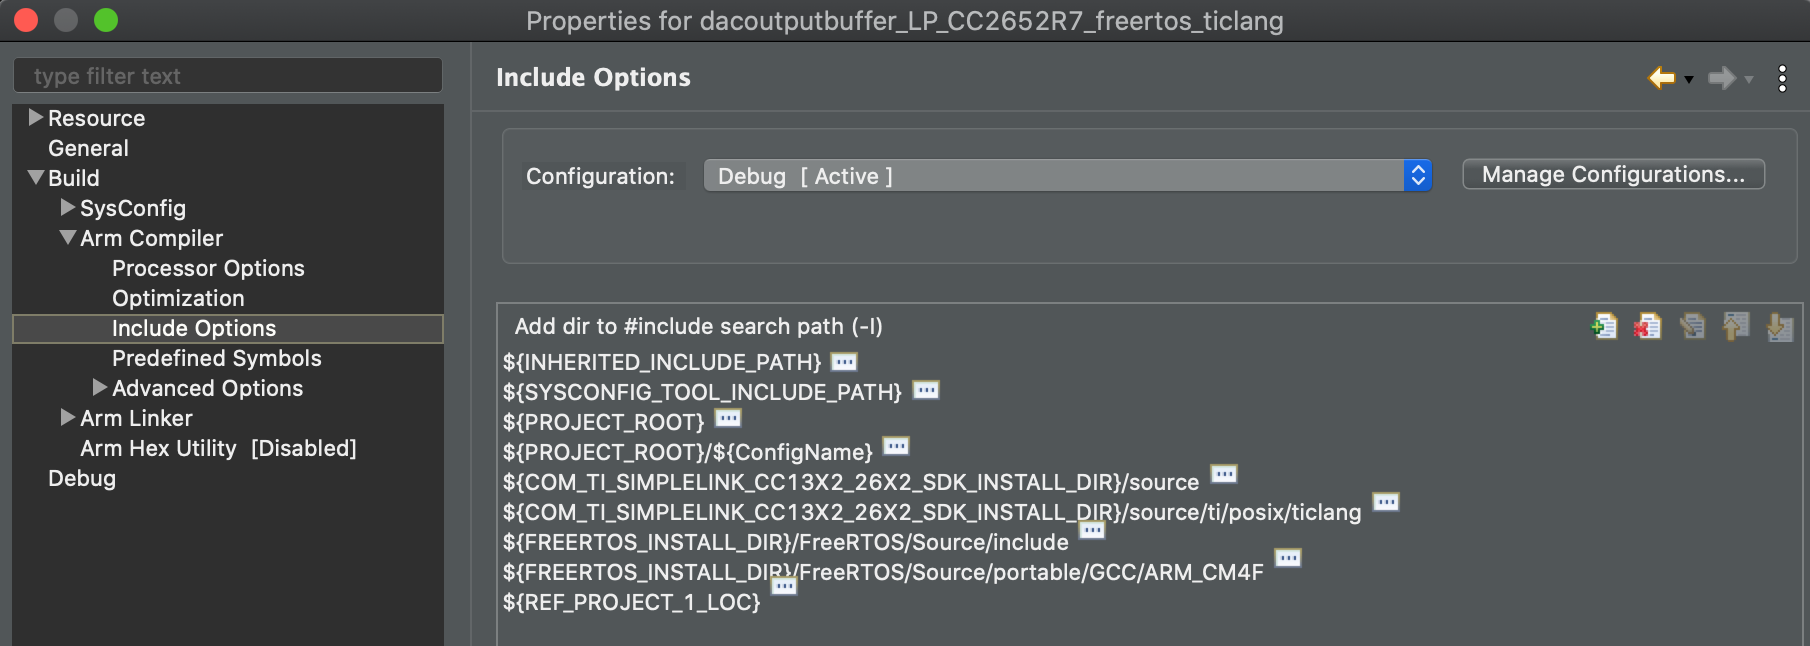 Properties for dacoutputbuffer_LP_CC2652R7_freertos_ticlang
type filter text
Resource
General
Build
SysConfig
Arm Compiler
Processor Options
Optimization
Include Options
Predefined Symbols
Advanced Options
Arm Linker
Arm Hex Utility [Disabled]
Debug
Include Options
Configuration: Debug [ Active ] Manage Configurations...
Add dir to #include search path (-I)
${INHERITED_INCLUDE_PATH}
${SYSCONFIG_TOOL_INCLUDE_PATH}
${PROJECT_ROOT}
${PROJECT_ROOT}/${ConfigName}
${COM_TI_SIMPLELINK_CC13X2_26X2_SDK_INSTALL_DIR}/source
${COM_TI_SIMPLELINK_CC13X2_26X2_SDK_INSTALL_DIR}/source/ti/posix/ticlang
${FREERTOS_INSTALL_DIR}/FreeRTOS/Source/include
${FREERTOS_INSTALL_DIR}/FreeRTOS/Source/portable/GCC/ARM_CM4F
${REF_PROJECT_1_LOC}